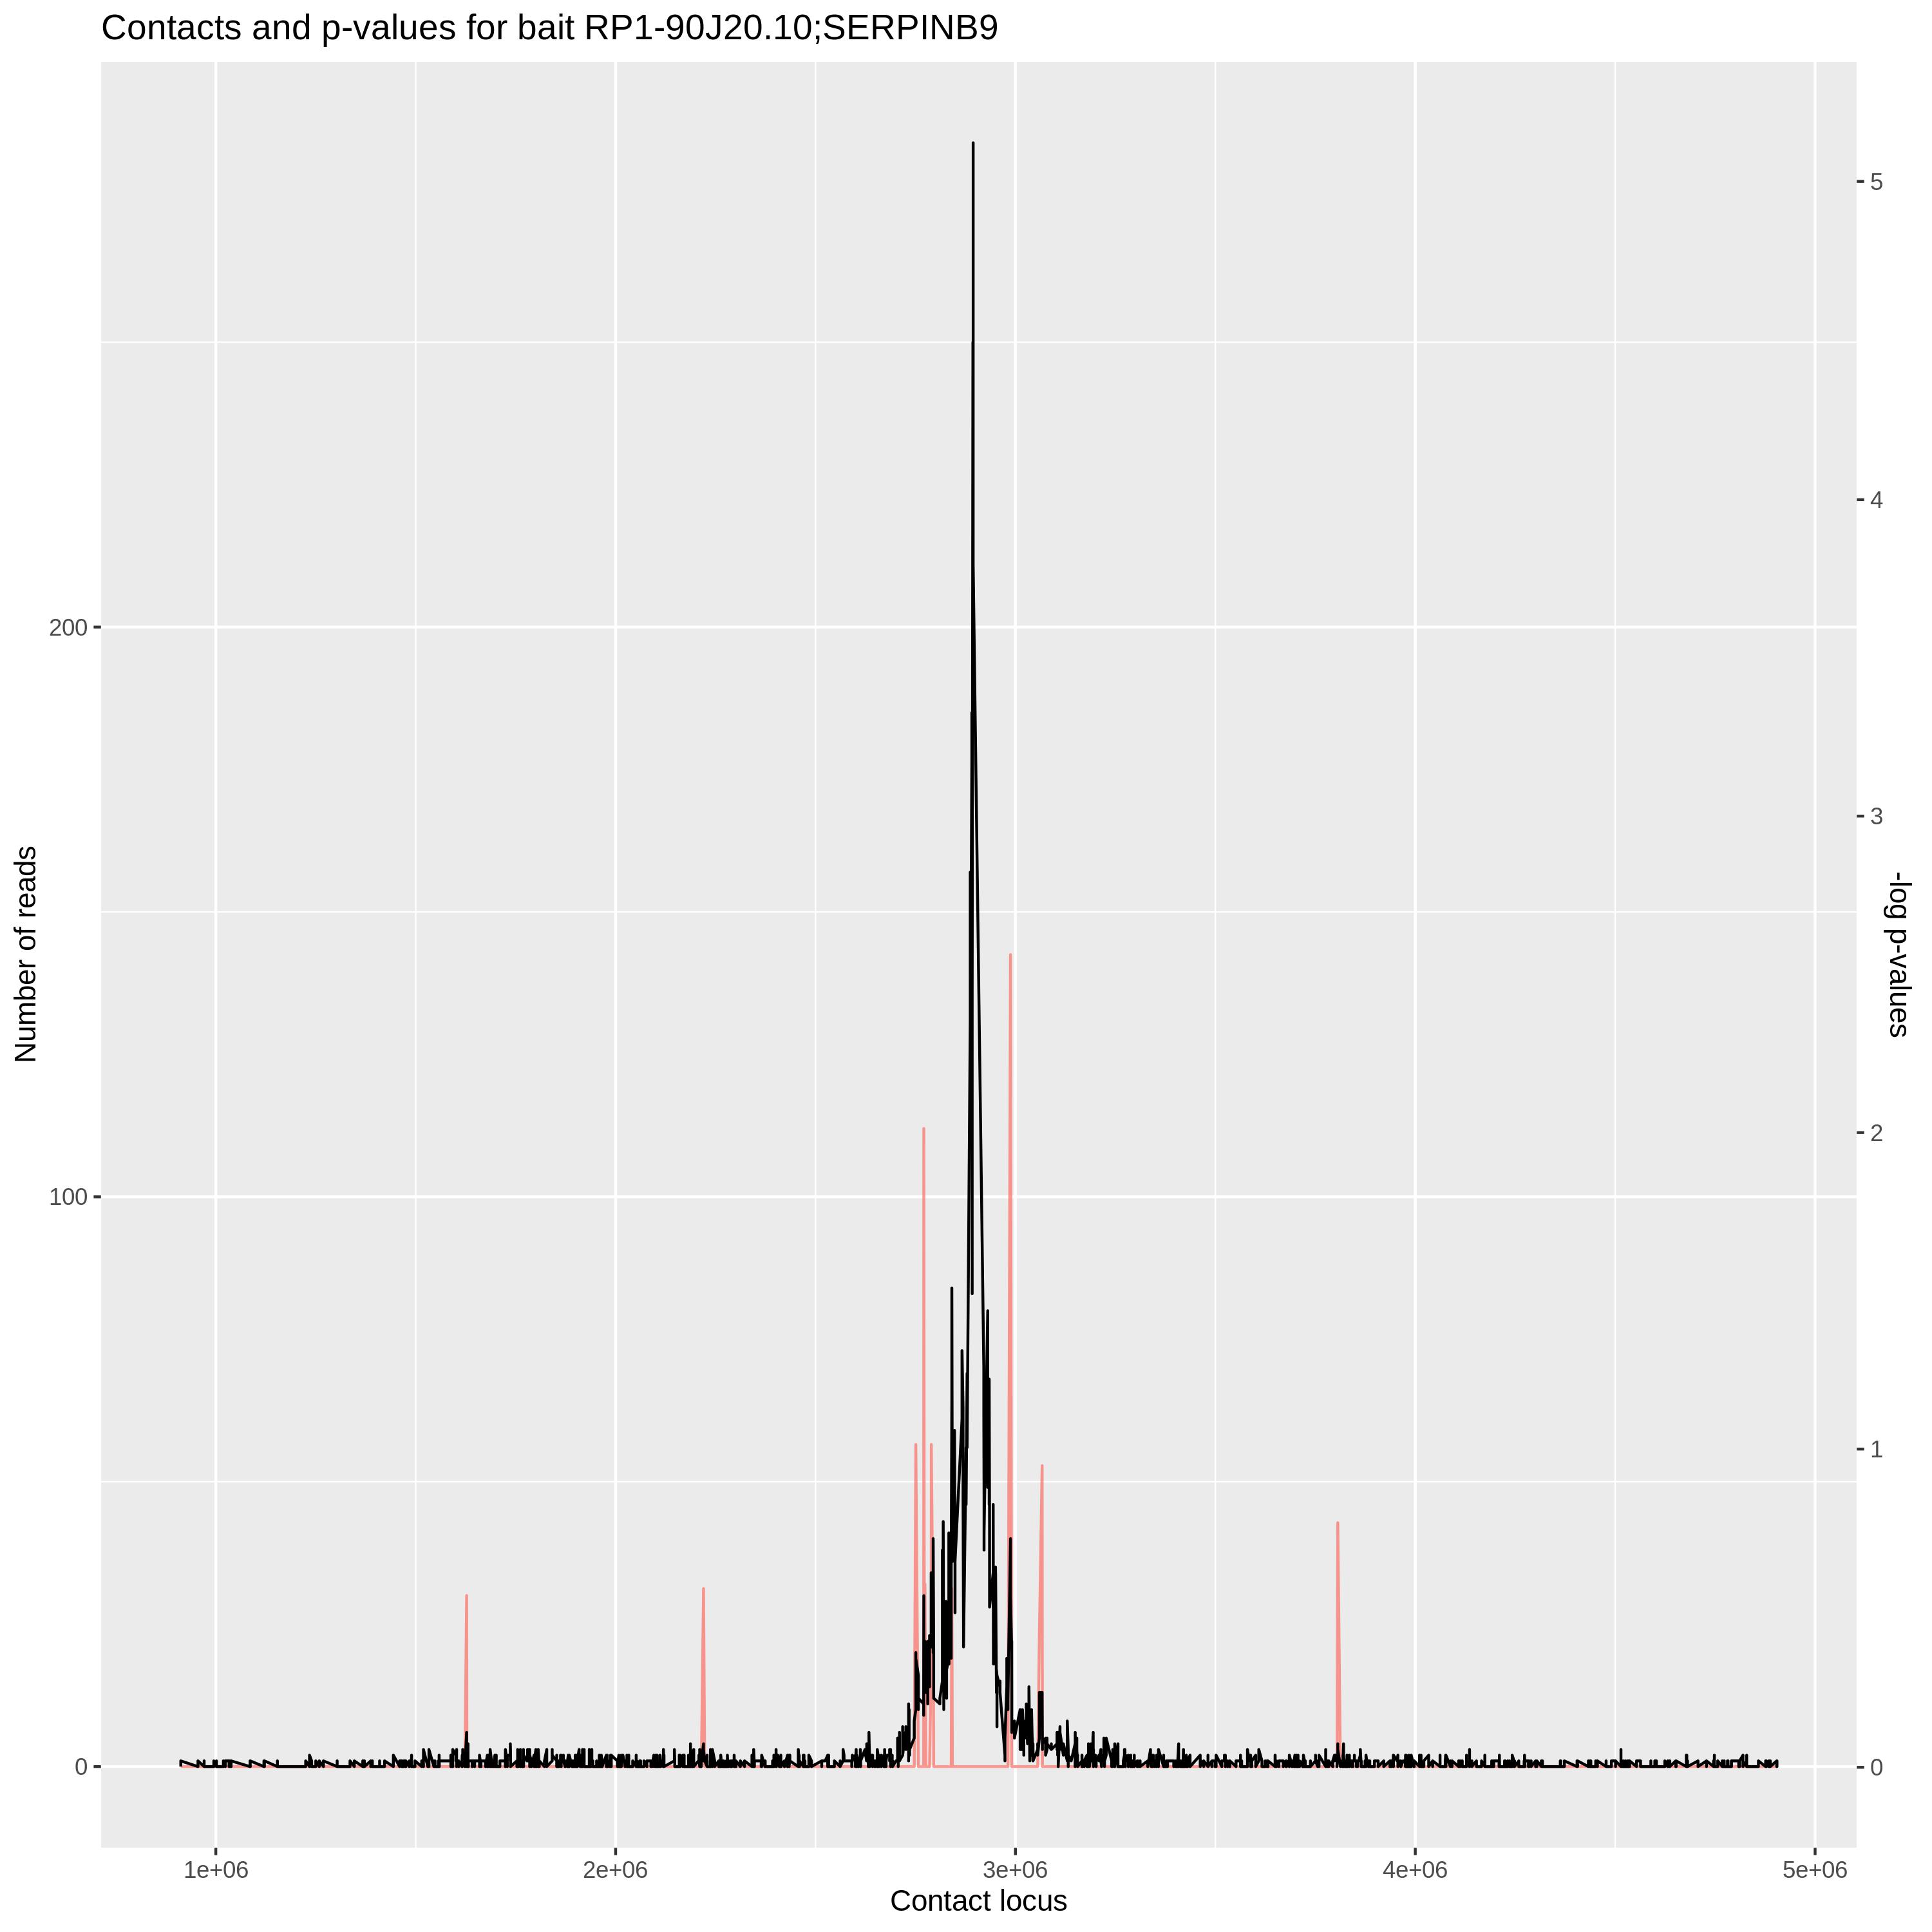 Contacts and p-values for bait RP1-90J20.10;SERPINB9
Number of reads
200
100
0
5
4
3
2
1
0
-log p-values
1e+06 2e+06 3e+06 4e+06 5e+06
Contact locus